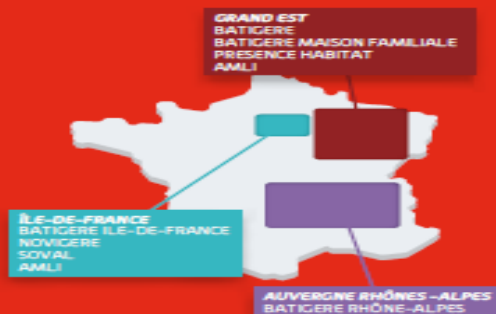 GRAND EST
BATIGERE
BATIGERE MAISON FAMILIALE
PRESENCE HABITAT
AMLI
ÎLE-DE-FRANCE
BATIGERE ILE-DE-FRANCE
NOVIGERE
SOVAL
AMLI
AUVERGNE RHÔNES-ALPES
BATIGERE RHÔNE-ALPES